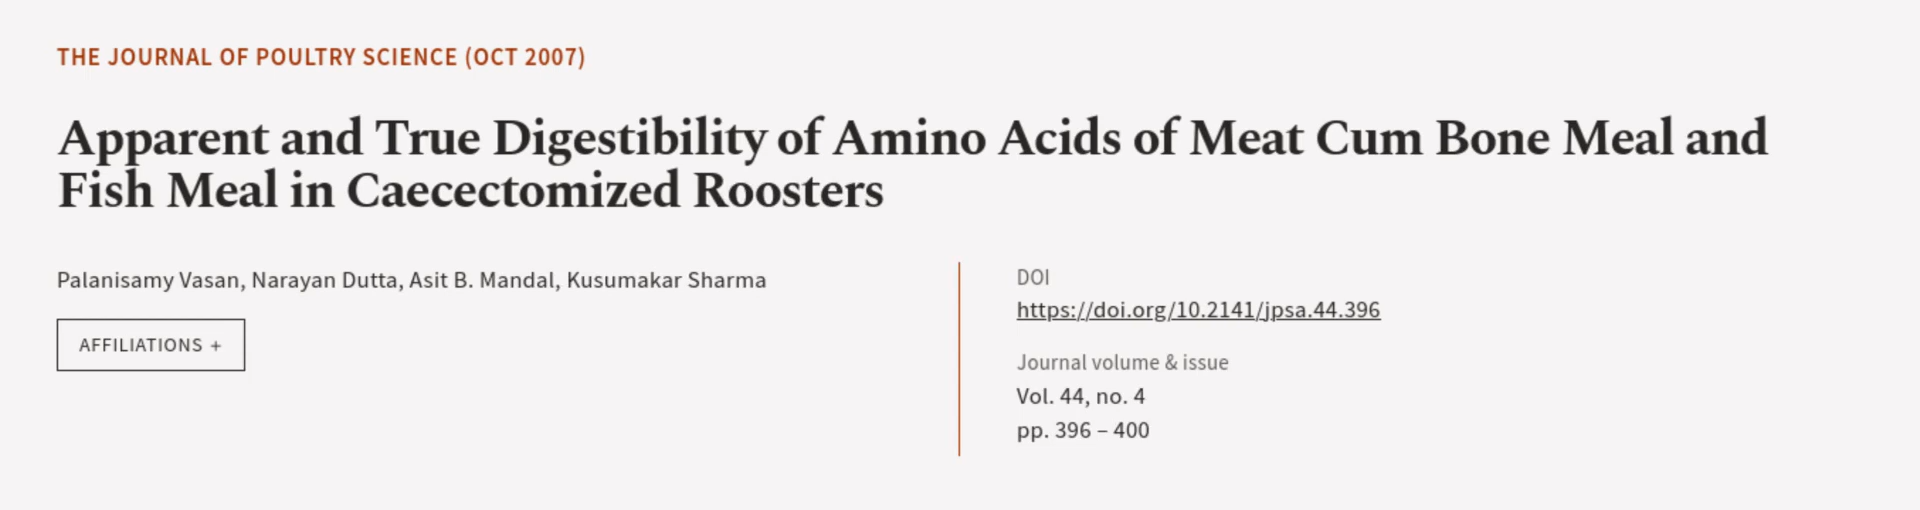 THE JOURNAL OF POULTRY SCIENCE (OCT 2007)
Apparent and True Digestibility of Amino Acids of Meat Cum Bone Meal and
Fish Meal in Caecectomized Roosters
Palanisamy Vasan, Narayan Dutta, Asit B. Mandal, Kusumakar Sharma
AFFILIATIONS +
DOI
https://doi.org/10.2141/jpsa.44.396
Journal volume & issue
Vol. 44, no. 4
pp. 396 – 400